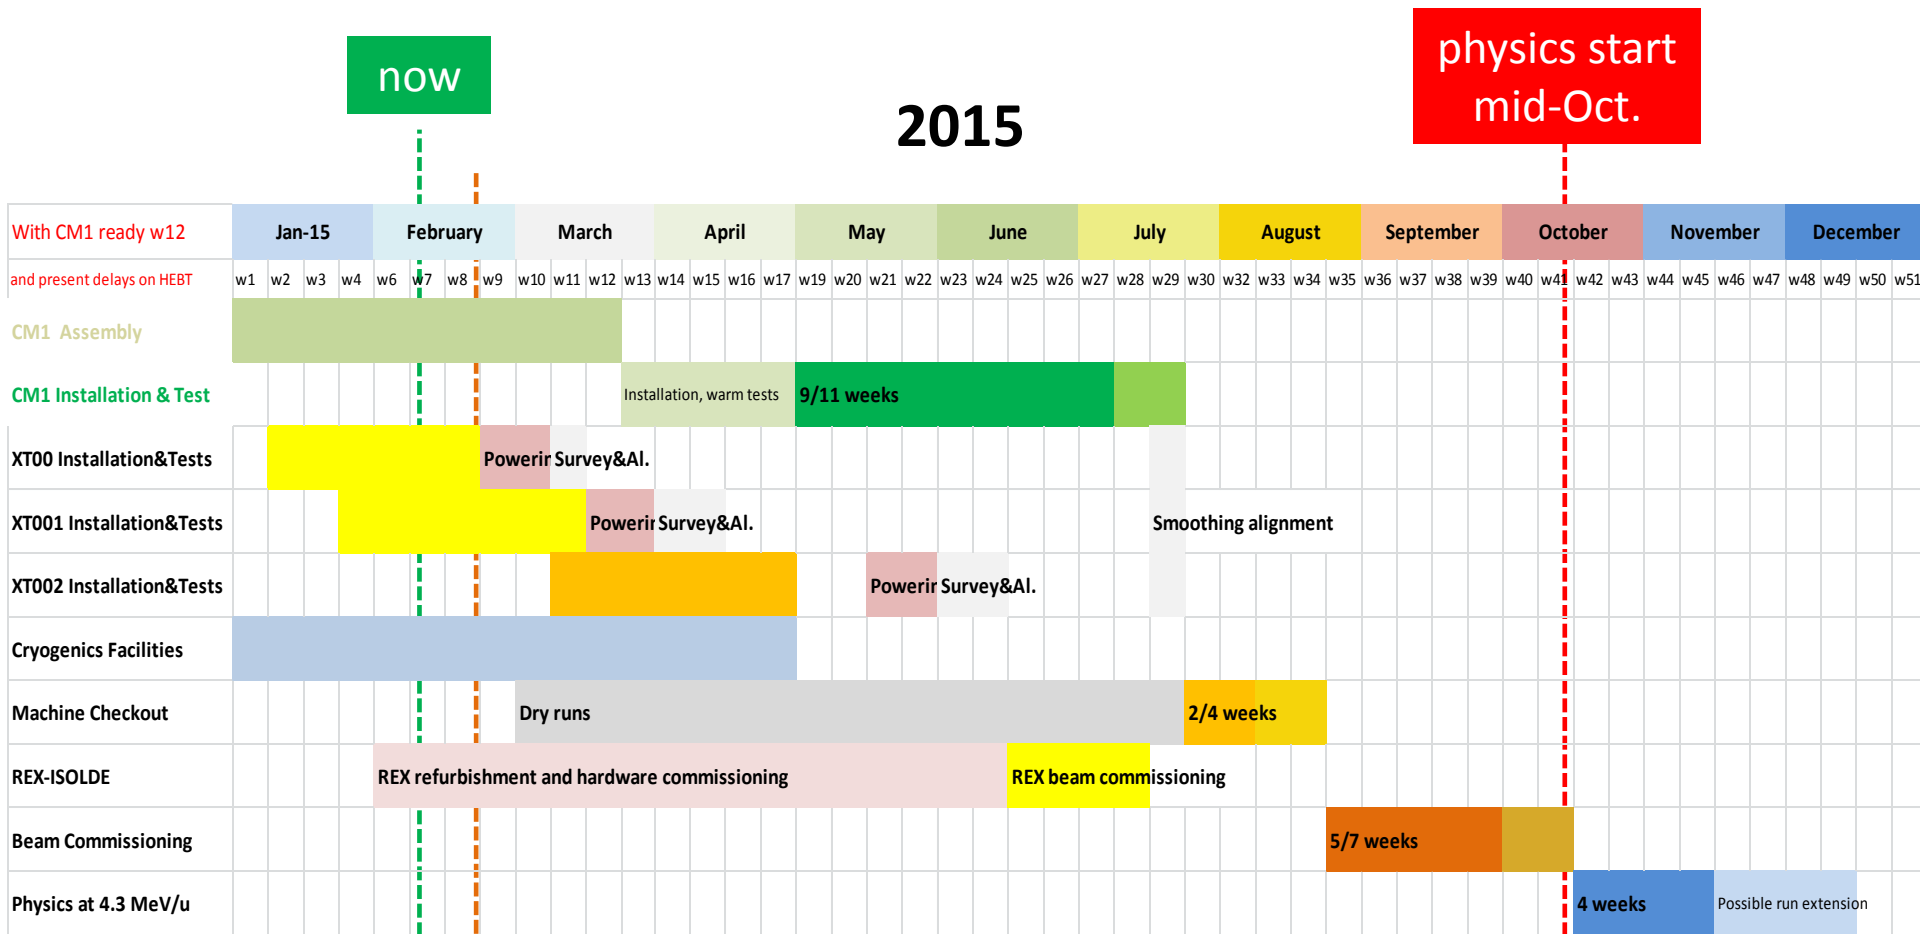 now
physics start
mid-Oct.
2015
With CM1 ready w12 Jan-15 February March April May June July August September October November December
and present delays on HEBT w1 w2 w3 w4 w6 w7 w8 w9 w10 w11 w12 w13 w14 w15 w16 w17 w19 w20 w21 w22 w23 w24 w25 w26 w27 w28 w29 w30 w32 w33 w34 w35 w36 w37 w38 w39 w40 w41 w42 w43 w44 w45 w46 w47 w48 w49 w50 w51
CM1 Assembly
CM1 Installation & Test Installation, warm tests 9/11 weeks
XT00 Installation&Tests Powerin Survey&Al.
XT001 Installation&Tests Powerin Survey&Al. Smoothing alignment
XT002 Installation&Tests Powerin Survey&Al.
Cryogenics Facilities
Machine Checkout Dry runs 2/4 weeks
REX-ISOLDE REX refurbishment and hardware commissioning REX beam commissioning
Beam Commissioning 5/7 weeks
Physics at 4.3 MeV/u 4 weeks Possible run extension